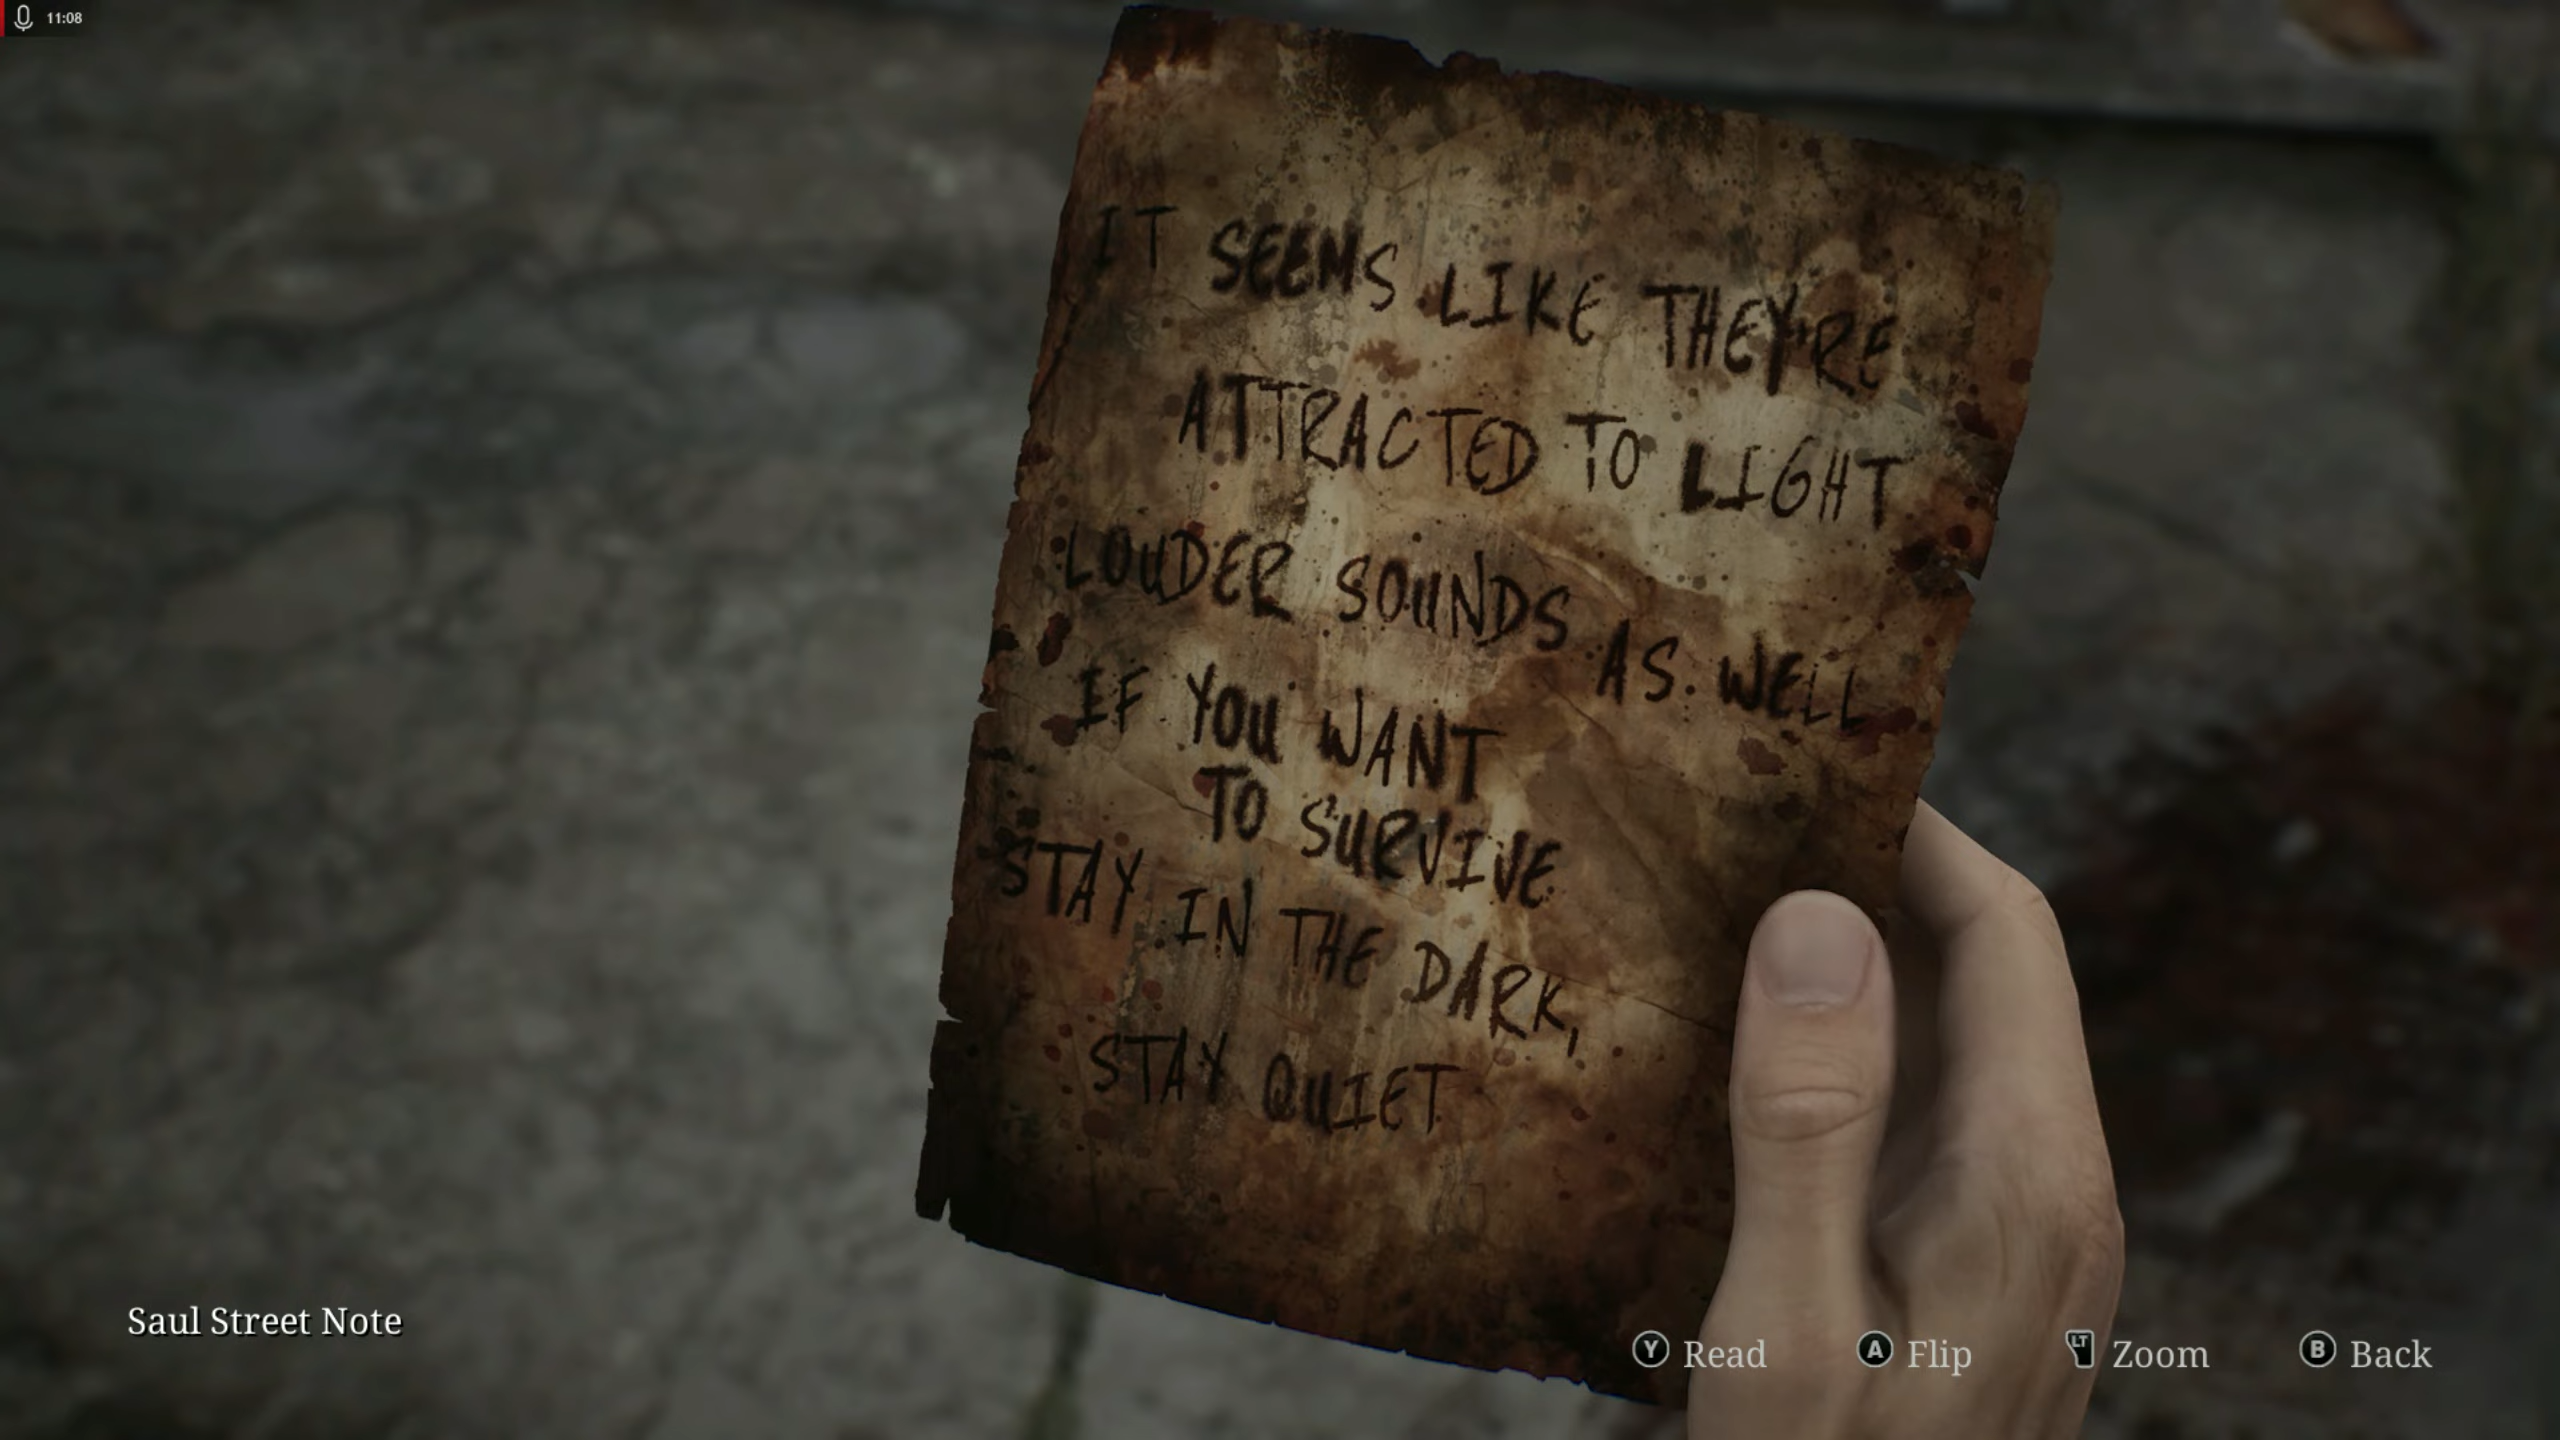 11:08
IT SEEMS LIKE THEY'RE
ATTRACTED TO LIGHT
LOUDER SOUNDS AS WELL
IF YOU WANT
TO SURVIVE
STAY IN THE DARK,
STAY QUIET
Saul Street Note
Y Read A Flip LT Zoom B Back